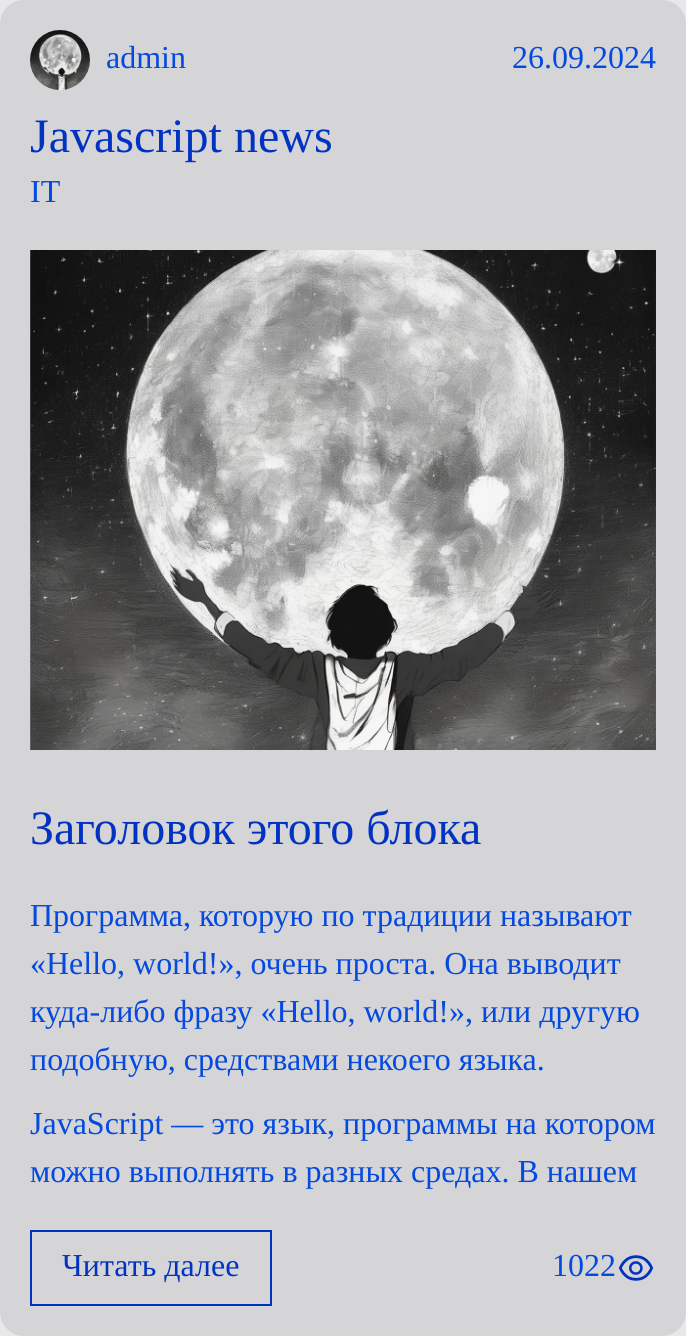 admin
26.09.2024
Javascript news
IT
Заголовок этого блока
Программа, которую по традиции называют
«Hello, world!», очень проста. Она выводит
куда-либо фразу «Hello, world!», или другую
подобную, средствами некоего языка.
JavaScript — это язык, программы на котором
можно выполнять в разных средах. В нашем
Читать далее
1022